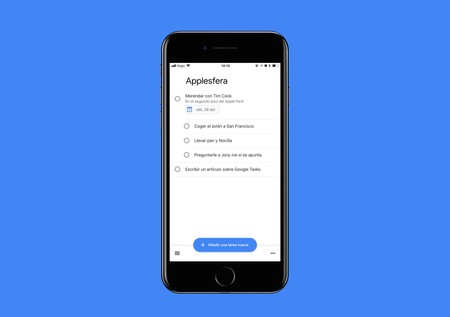 14:14
Applesfera
Merendar con Tim Cook
En el segundo piso del Apple Park
sáb, 28 abr
Coger el avión a San Francisco
Llevar pan y Nocilla
Preguntarle a Jony Ive si se apunta
Escribir un artículo sobre Google Tasks
+ Añadir una tarea nueva